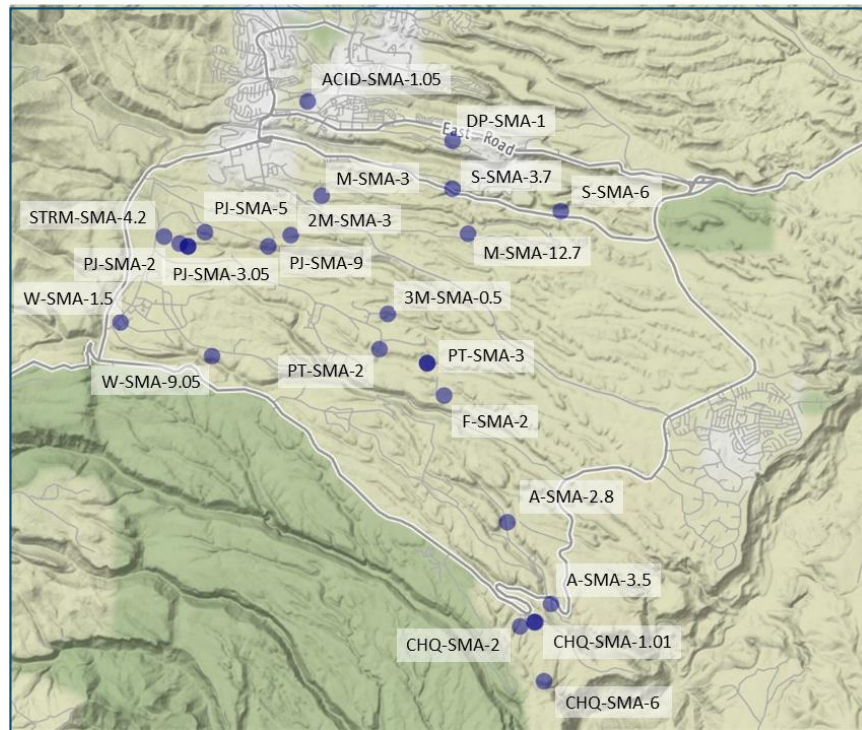 ACID-SMA-1.05
DP-SMA-1
East Road
M-SMA-3
S-SMA-3.7
S-SMA-6
STRM-SMA-4.2
PJ-SMA-5
2M-SMA-3
PJ-SMA-2
PJ-SMA-3.05
PJ-SMA-9
M-SMA-12.7
W-SMA-1.5
3M-SMA-0.5
PT-SMA-2
PT-SMA-3
W-SMA-9.05
F-SMA-2
A-SMA-2.8
A-SMA-3.5
CHQ-SMA-2
CHQ-SMA-1.01
CHQ-SMA-6